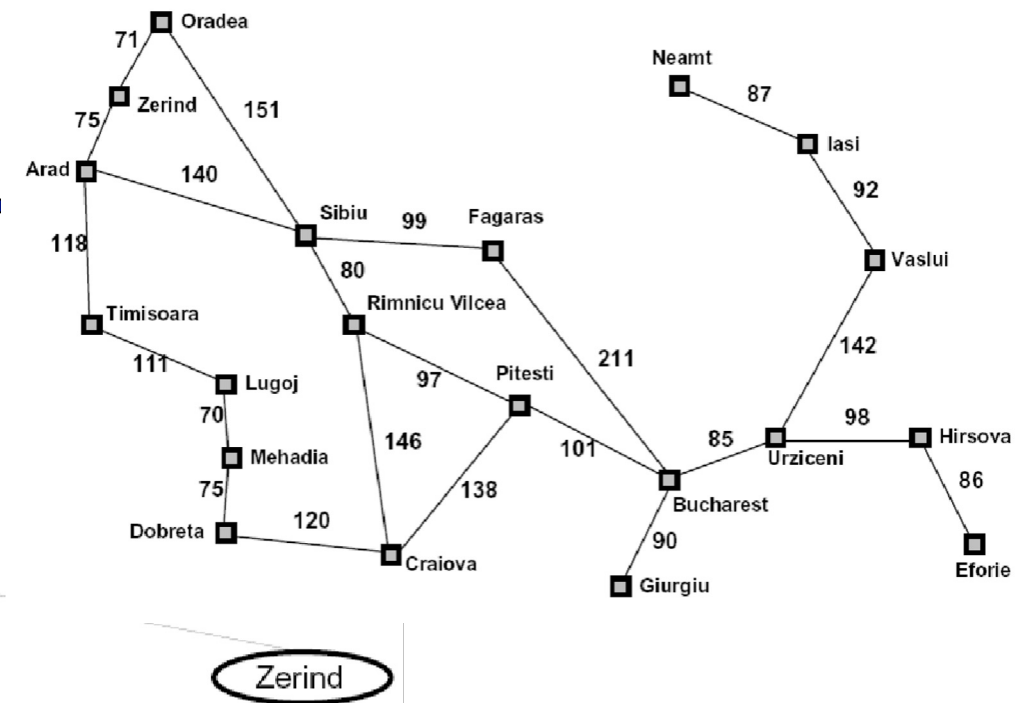 Oradea
71
Neamt
87
Zerind
151
75
Iasi
Arad
140
92
Sibiu
99
Fagaras
118
Vaslui
80
Timisoara
Rimnicu Vilcea
142
211
111
97
Pitesti
Lugoj
70
98
146
101
85
Hirsova
Mehadia
Urziceni
75
138
86
Bucharest
120
Dobreta
90
Craiova
Eforie
Giurgiu
Zerind